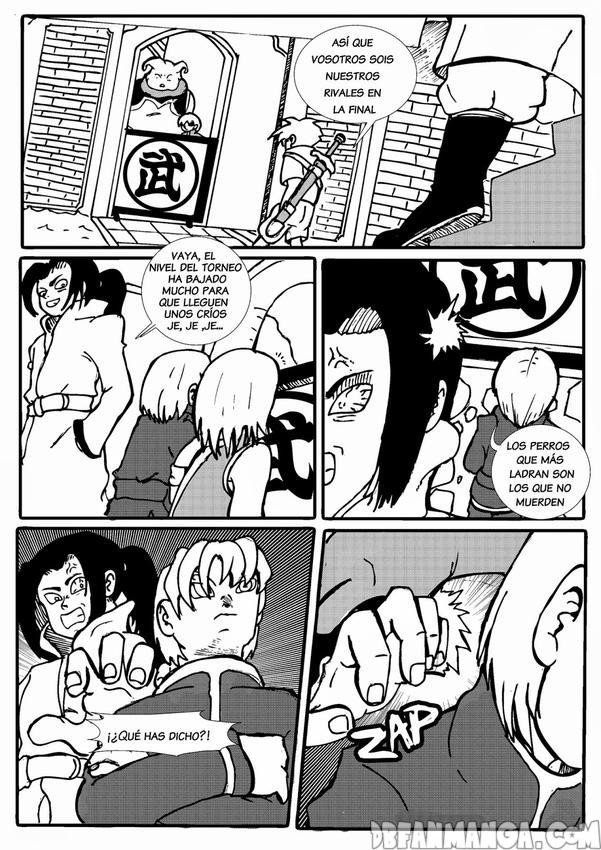 ASÍ QUE
VOSOTROS SOIS
NUESTROS
RIVALES EN
LA FINAL
武
VAYA, EL
NIVEL DEL TORNEO
HA BAJADO
MUCHO PARA
QUE LLEGUEN
UNOS CRÍOS
JE, JE ,JE...
武
武
LOS PERROS
QUE MÁS
LADRAN SON
LOS QUE NO
MUERDEN
¡¿QUÉ HAS DICHO?!
ZAP
DBFANMANGA.COM